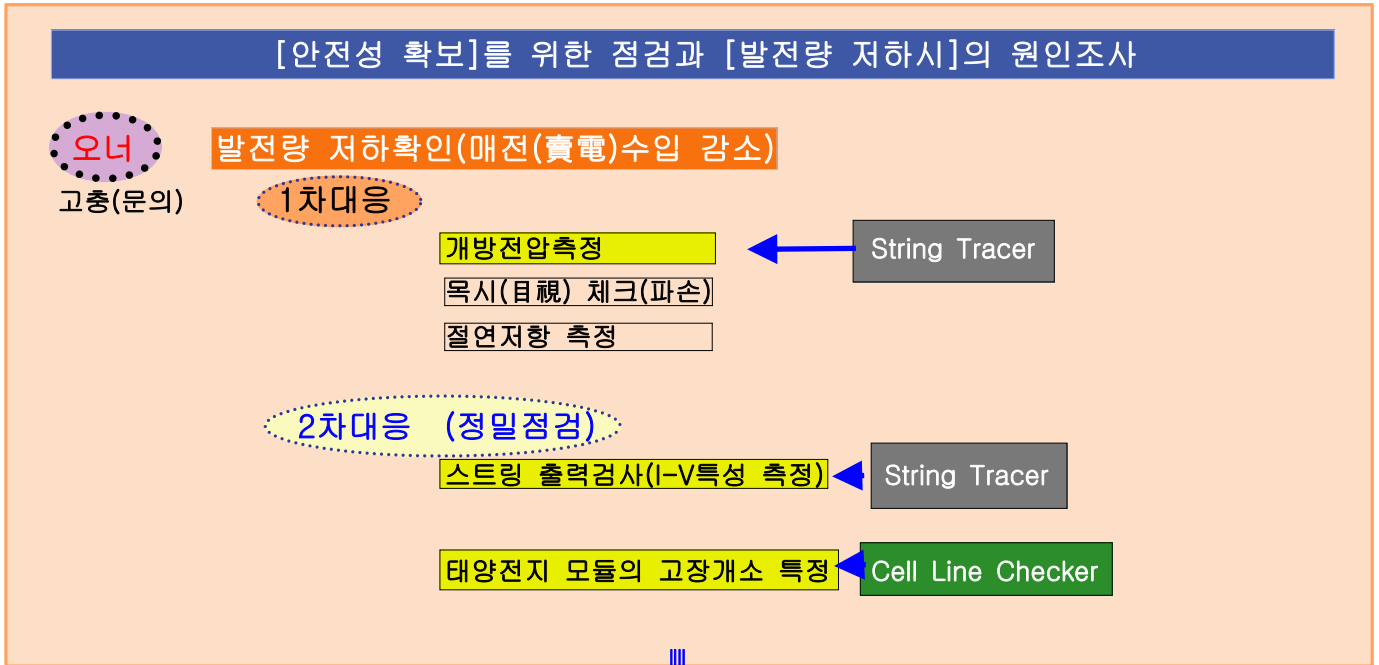 [안전성 확보]를 위한 점검과 [발전량 저하시]의 원인조사
오너
발전량 저하확인(매전(賣電)수입 감소)
고충(문의)
1차대응
개방전압측정
String Tracer
목시(目視) 체크(파손)
절연저항 측정
2차대응 (정밀점검)
스트링 출력검사(I-V특성 측정)
String Tracer
태양전지 모듈의 고장개소 특정
Cell Line Checker